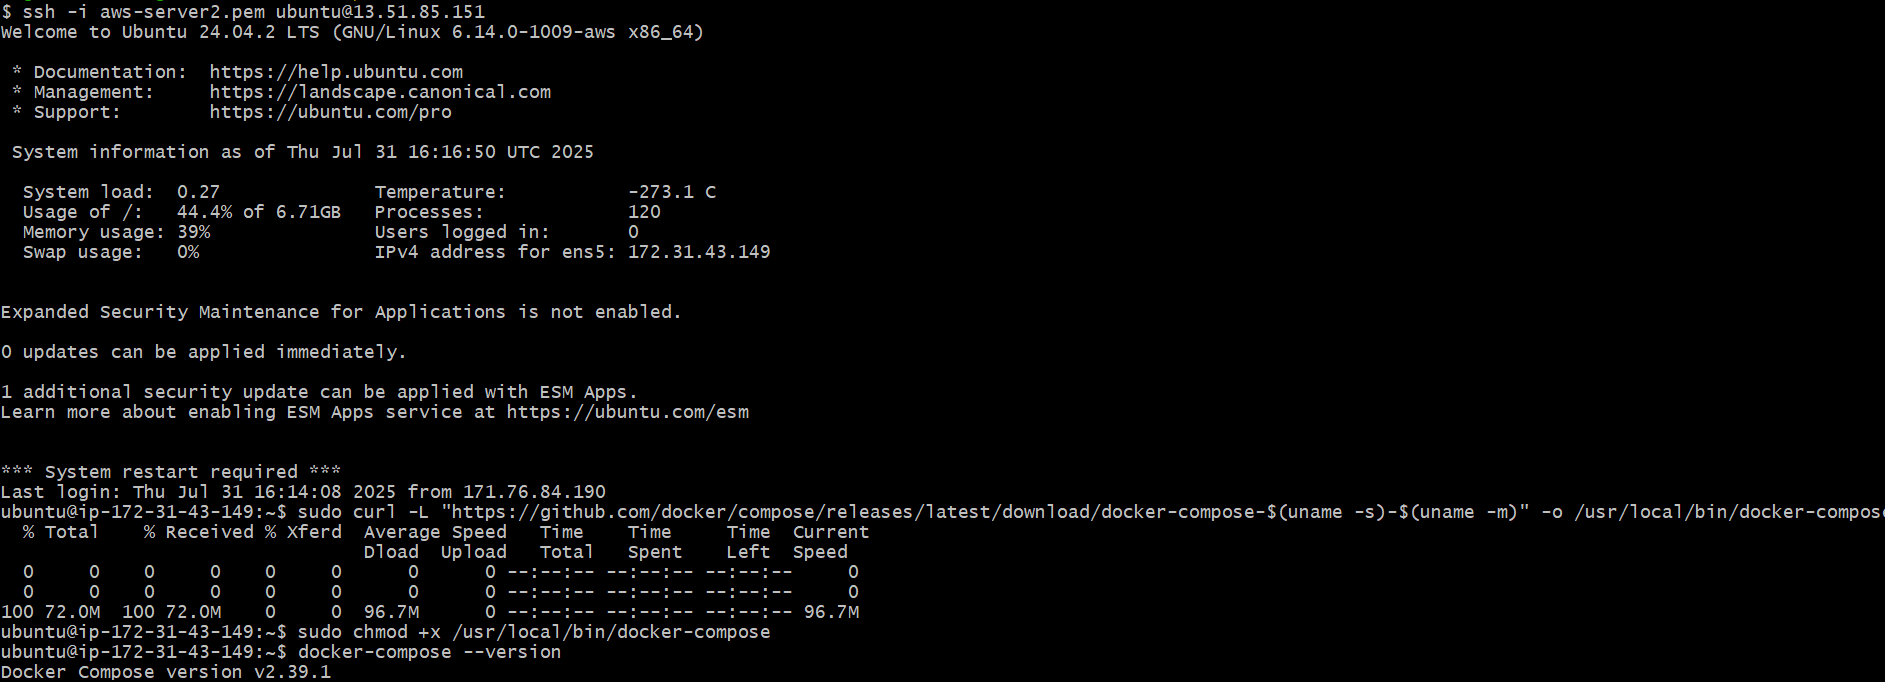 $ ssh -i aws-server2.pem ubuntu@13.51.85.151
Welcome to Ubuntu 24.04.2 LTS (GNU/Linux 6.14.0-1009-aws x86_64)
* Documentation: https://help.ubuntu.com
* Management: https://landscape.canonical.com
* Support: https://ubuntu.com/pro
System information as of Thu Jul 31 16:16:50 UTC 2025
System load: 0.27 Temperature: -273.1 C
Usage of /: 44.4% of 6.71GB Processes: 120
Memory usage: 39% Users logged in: 0
Swap usage: 0% IPv4 address for ens5: 172.31.43.149
Expanded Security Maintenance for Applications is not enabled.
0 updates can be applied immediately.
1 additional security update can be applied with ESM Apps.
Learn more about enabling ESM Apps service at https://ubuntu.com/esm
*** System restart required ***
Last login: Thu Jul 31 16:14:08 2025 from 171.76.84.190
ubuntu@ip-172-31-43-149:~$ sudo curl -L "https://github.com/docker/compose/releases/latest/download/docker-compose-$(uname -s)-$(uname -m)" -o /usr/local/bin/docker-compose
% Total % Received % Xferd Average Speed Time Time Time Current
Dload Upload Total Spent Left Speed
0 0 0 0 0 0 0 0 --:--:-- --:--:-- --:--:-- 0
0 0 0 0 0 0 0 0 --:--:-- --:--:-- --:--:-- 0
100 72.0M 100 72.0M 0 0 96.7M 0 --:--:-- --:--:-- --:--:-- 96.7M
ubuntu@ip-172-31-43-149:~$ sudo chmod +x /usr/local/bin/docker-compose
ubuntu@ip-172-31-43-149:~$ docker-compose --version
Docker Compose version v2.39.1